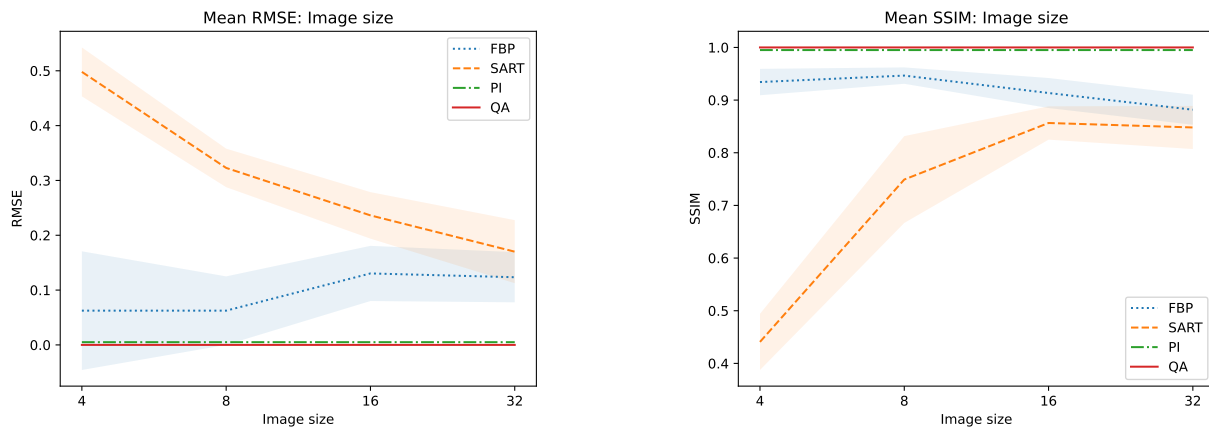 Mean RMSE: Image size
RMSE
0.5
0.4
0.3
0.2
0.1
0.0
FBP
SART
PI
QA
4
8
16
32
Image size
Mean SSIM: Image size
SSIM
1.0
0.9
0.8
0.7
0.6
0.5
0.4
FBP
SART
PI
QA
4
8
16
32
Image size